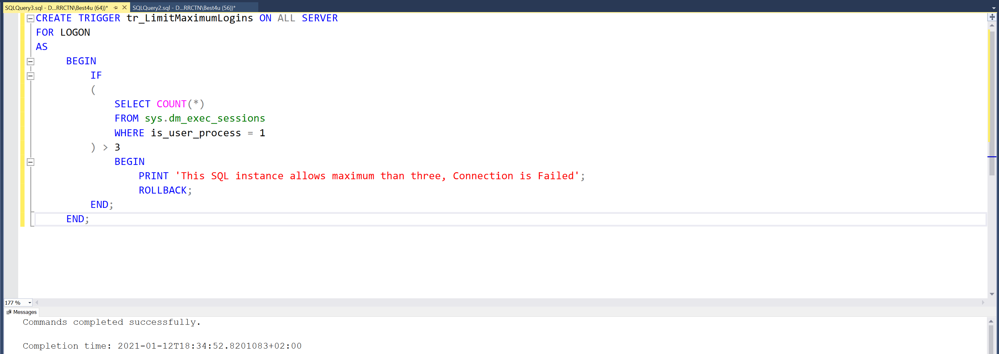 SQLQuery3.sql - D...RRCTN\Best4u (64))* SQLQuery2.sql - D...RRCTN\Best4u (56))*
CREATE TRIGGER tr_LimitMaximumLogins ON ALL SERVER
FOR LOGON
AS
BEGIN
IF
(
SELECT COUNT(*)
FROM sys.dm_exec_sessions
WHERE is_user_process = 1
) > 3
BEGIN
PRINT 'This SQL instance allows maximum than three, Connection is Failed';
ROLLBACK;
END;
END;
177 %
Messages
Commands completed successfully.
Completion time: 2021-01-12T18:34:52.8201083+02:00